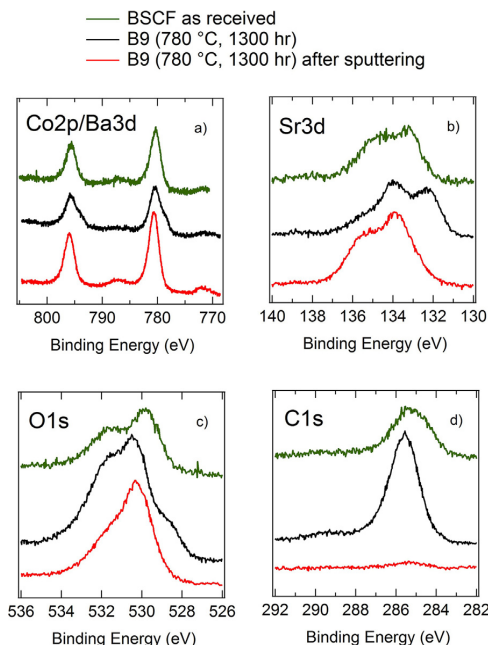 BSCF as received
B9 (780 °C, 1300 hr)
B9 (780 °C, 1300 hr) after sputtering
Co2p/Ba3d a)
800 790 780 770
Binding Energy (eV)
Sr3d b)
140 138 136 134 132 130
Binding Energy (eV)
O1s c)
536 534 532 530 528 526
Binding Energy (eV)
C1s d)
292 290 288 286 284 282
Binding Energy (eV)